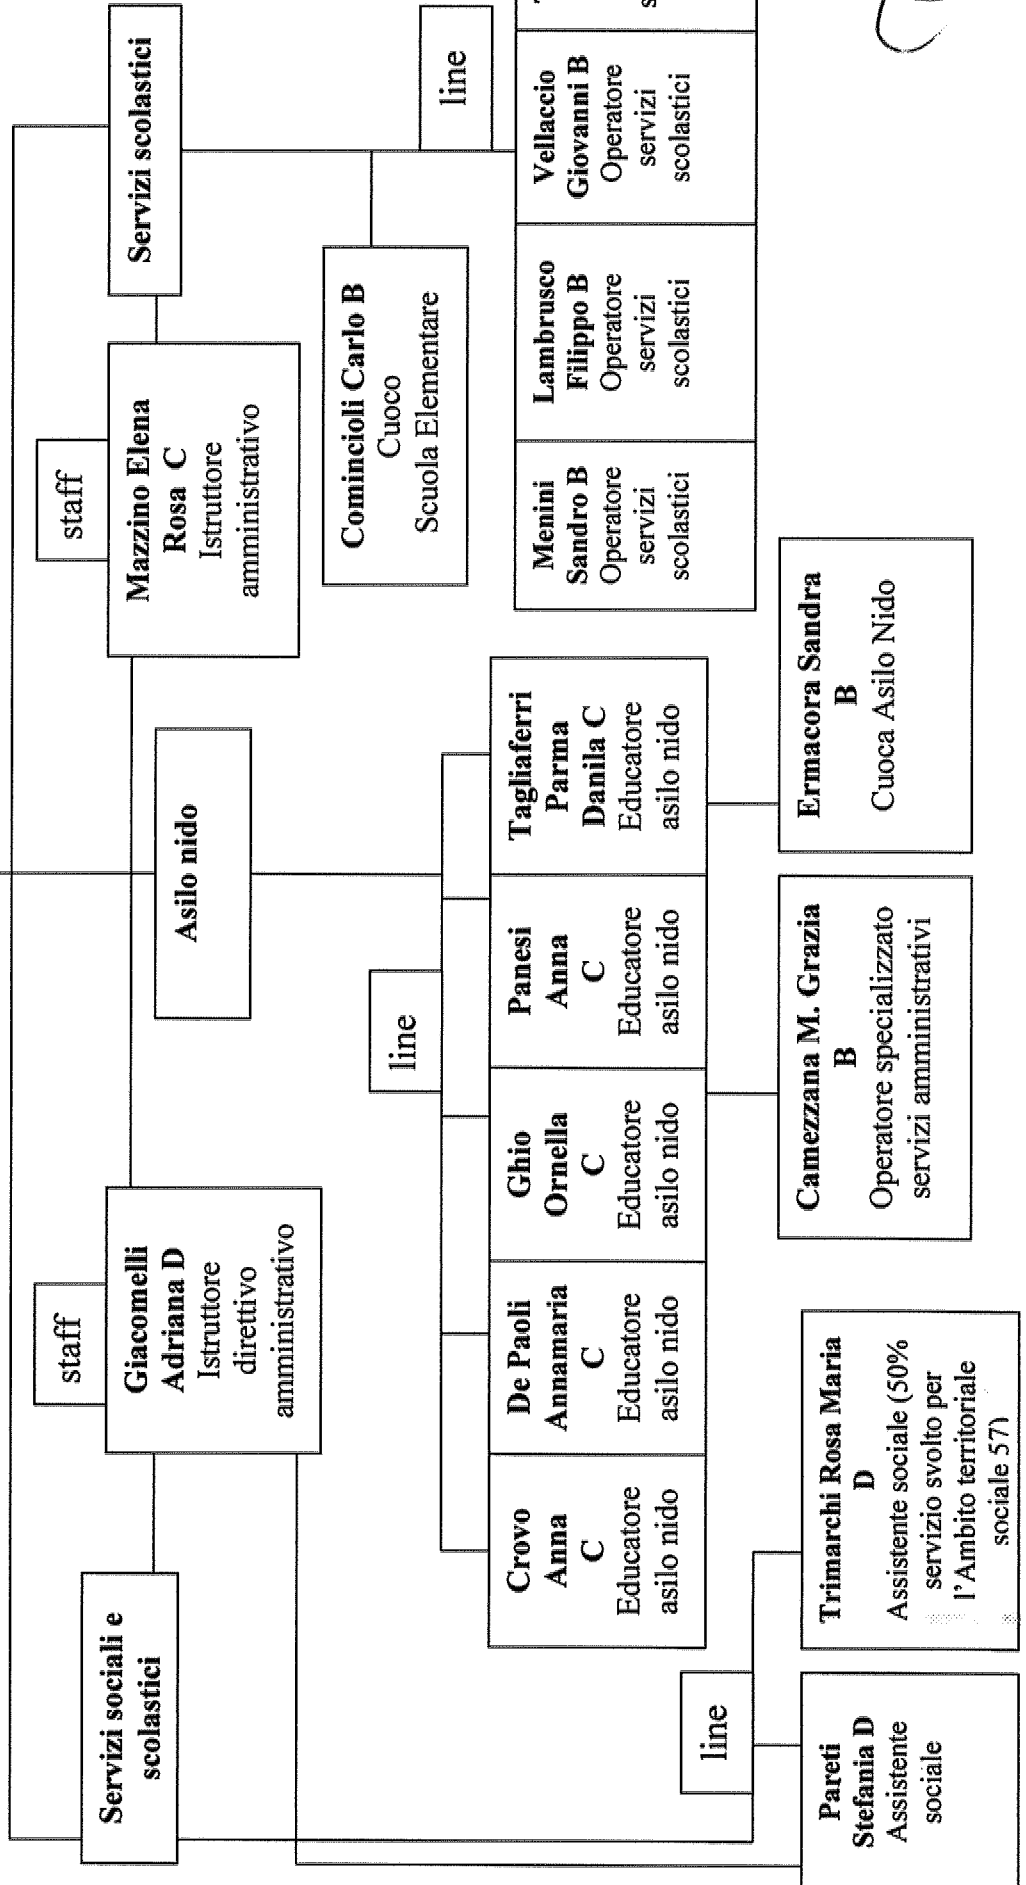 Servizi sociali e
scolastici
staff
Giacomelli
Adriana D
Istruttore
direttivo
amministrativo
Asilo nido
staff
Mazzino Elena
Rosa C
Istruttore
amministrativo
Servizi scolastici
Comincioli Carlo B
Cuoco
Scuola Elementare
line
line
Crovo
Anna
C
Educatore
asilo nido
De Paoli
Annamaria
C
Educatore
asilo nido
Ghio
Ornella
C
Educatore
asilo nido
Panesi
Anna
C
Educatore
asilo nido
Tagliaferri
Parma
Danila C
Educatore
asilo nido
Menini
Sandro B
Operatore
servizi
scolastici
Lambrusco
Filippo B
Operatore
servizi
scolastici
Vellaccio
Giovanni B
Operatore
servizi
scolastici
line
Pareti
Stefania D
Assistente
sociale
Trimarchi Rosa Maria
D
Assistente sociale (50%
servizio svolto per
l'Ambito territoriale
sociale 57)
Camezzana M. Grazia
B
Operatore specializzato
servizi amministrativi
Ermacora Sandra
B
Cuoca Asilo Nido